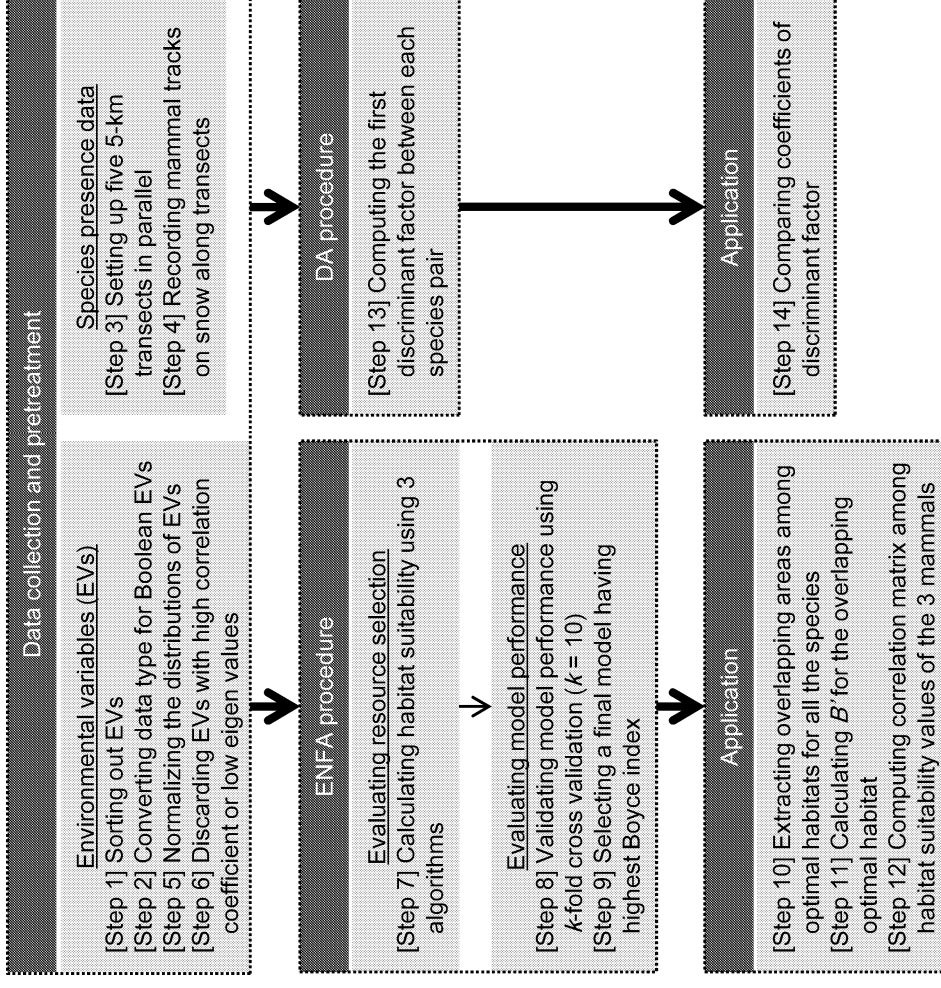 Data collection and pretreatment
Environmental variables (EVs)
[Step 1] Sorting out EVs
[Step 2] Converting data type for Boolean EVs
[Step 5] Normalizing the distributions of EVs
[Step 6] Discarding EVs with high correlation
coefficient or low eigen values
Species presence data
[Step 3] Setting up five 5-km
transects in parallel
[Step 4] Recording mammal tracks
on snow along transects
ENFA procedure
Evaluating resource selection
[Step 7] Calculating habitat suitability using 3
algorithms
Evaluating model performance
[Step 8] Validating model performance using
k-fold cross validation (k = 10)
[Step 9] Selecting a final model having
highest Boyce index
DA procedure
[Step 13] Computing the first
discriminant factor between each
species pair
Application
[Step 10] Extracting overlapping areas among
optimal habitats for all the species
[Step 11] Calculating B' for the overlapping
optimal habitat
[Step 12] Computing correlation matrix among
habitat suitability values of the 3 mammals
Application
[Step 14] Comparing coefficients of
discriminant factor